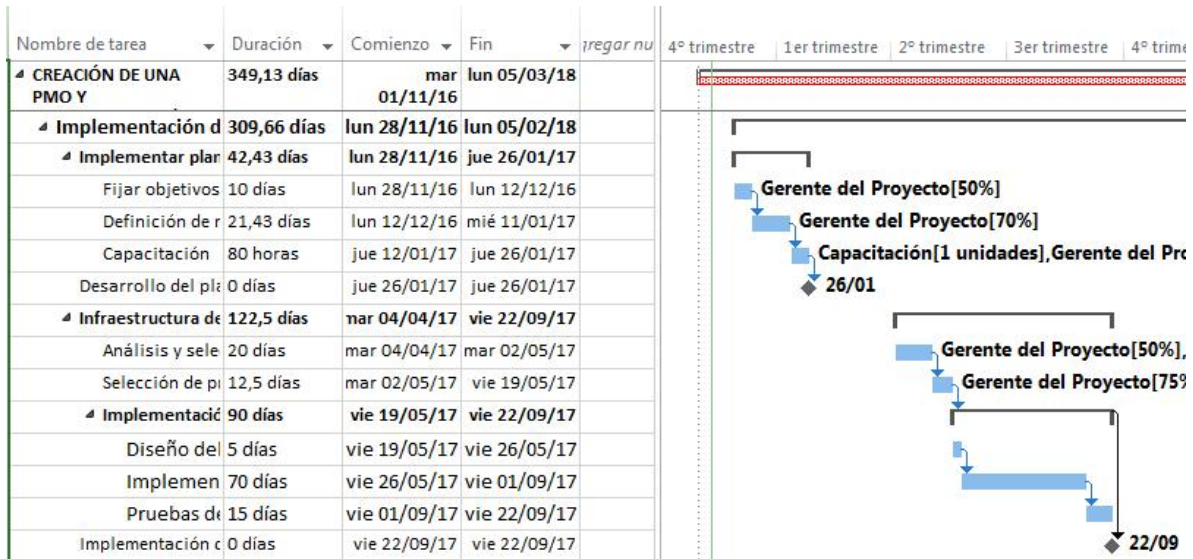 Nombre de tarea Duración Comienzo Fin gregar nu 4º trimestre 1er trimestre 2º trimestre 3er trimestre 4º trime
CREACIÓN DE UNA 349,13 días mar lun 05/03/18
PMO Y 01/11/16
Implementación d 309,66 días lun 28/11/16 lun 05/02/18
Implementar plan 42,43 días lun 28/11/16 jue 26/01/17
Fijar objetivos 10 días lun 28/11/16 lun 12/12/16 Gerente del Proyecto[50%]
Definición de r 21,43 días lun 12/12/16 mié 11/01/17 Gerente del Proyecto[70%]
Capacitación 80 horas jue 12/01/17 jue 26/01/17 Capacitación[1 unidades],Gerente del Pro
Desarrollo del pla 0 días jue 26/01/17 jue 26/01/17 26/01
Infraestructura de 122,5 días mar 04/04/17 vie 22/09/17
Análisis y sele 20 días mar 04/04/17 mar 02/05/17 Gerente del Proyecto[50%],
Selección de pr 12,5 días mar 02/05/17 vie 19/05/17 Gerente del Proyecto[75%
Implementació 90 días vie 19/05/17 vie 22/09/17
Diseño del 5 días vie 19/05/17 vie 26/05/17
Implemen 70 días vie 26/05/17 vie 01/09/17
Pruebas de 15 días vie 01/09/17 vie 22/09/17
Implementación c 0 días vie 22/09/17 vie 22/09/17 22/09